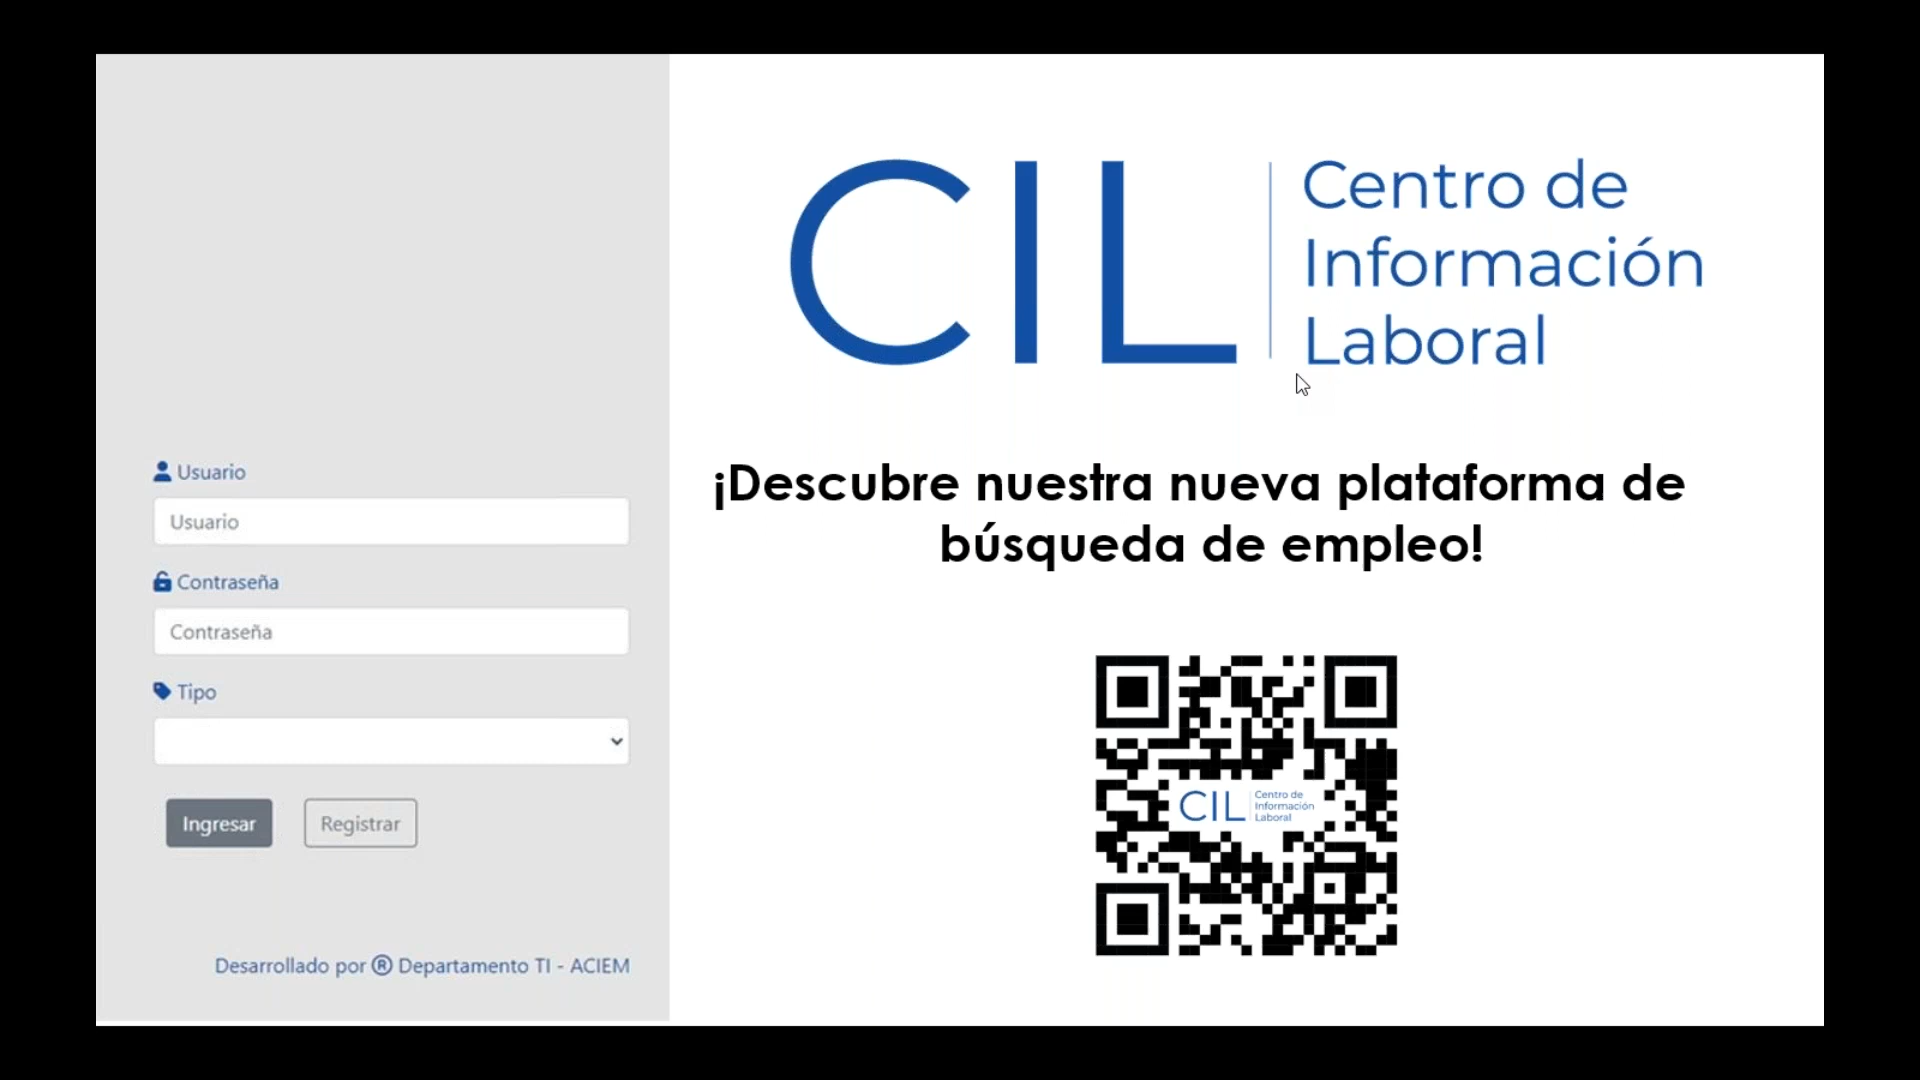 Usuario
Usuario
Contraseña
Contraseña
Tipo
Ingresar
Registrar
Desarrollado por ® Departamento TI - ACIEM
CIL
Centro de
Información
Laboral
¡Descubre nuestra nueva plataforma de
búsqueda de empleo!
CIL
Centro de
Información
Laboral